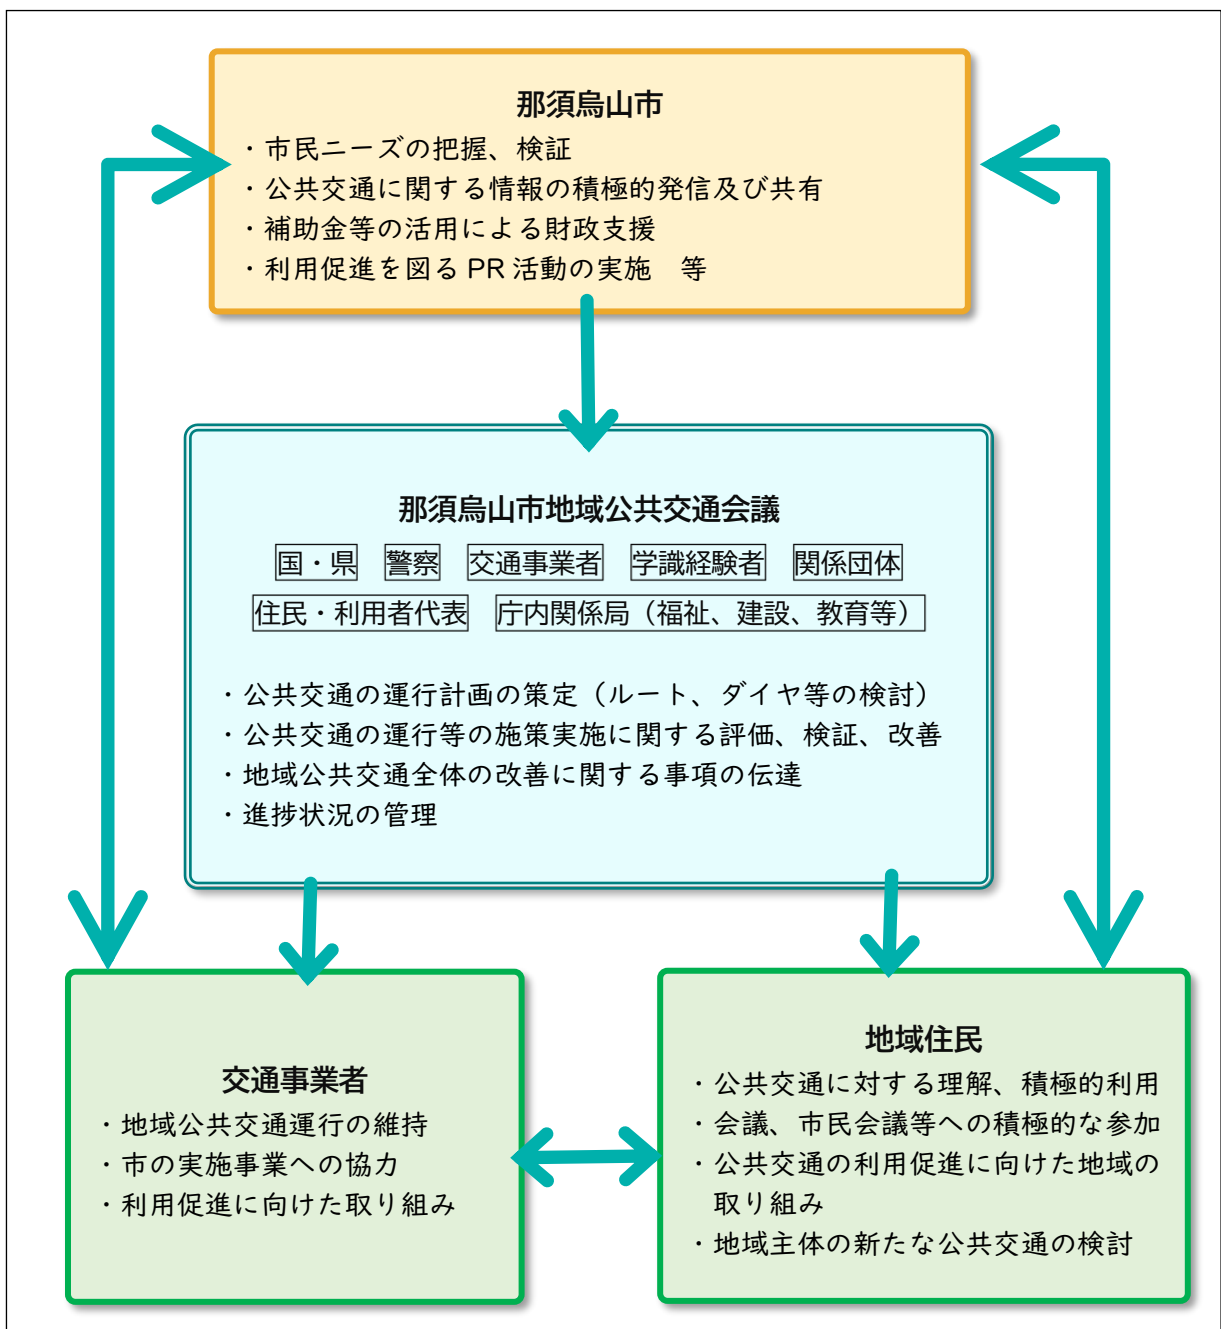 那須烏山市
・市民ニーズの把握、検証
・公共交通に関する情報の積極的発信及び共有
・補助金等の活用による財政支援
・利用促進を図る PR 活動の実施　等
那須烏山市地域公共交通会議
国・県　警察　交通事業者　学識経験者　関係団体
住民・利用者代表　庁内関係局（福祉、建設、教育等）
・公共交通の運行計画の策定（ルート、ダイヤ等の検討）
・公共交通の運行等の施策実施に関する評価、検証、改善
・地域公共交通全体の改善に関する事項の伝達
・進捗状況の管理
交通事業者
・地域公共交通運行の維持
・市の実施事業への協力
・利用促進に向けた取り組み
地域住民
・公共交通に対する理解、積極的利用
・会議、市民会議等への積極的な参加
・公共交通の利用促進に向けた地域の
取り組み
・地域主体の新たな公共交通の検討